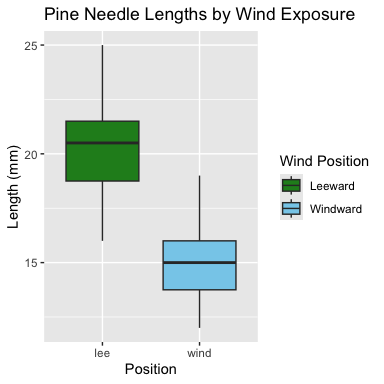 Pine Needle Lengths by Wind Exposure
25
20
15
Length (mm)
lee
wind
Position
Wind Position
Leeward
Windward